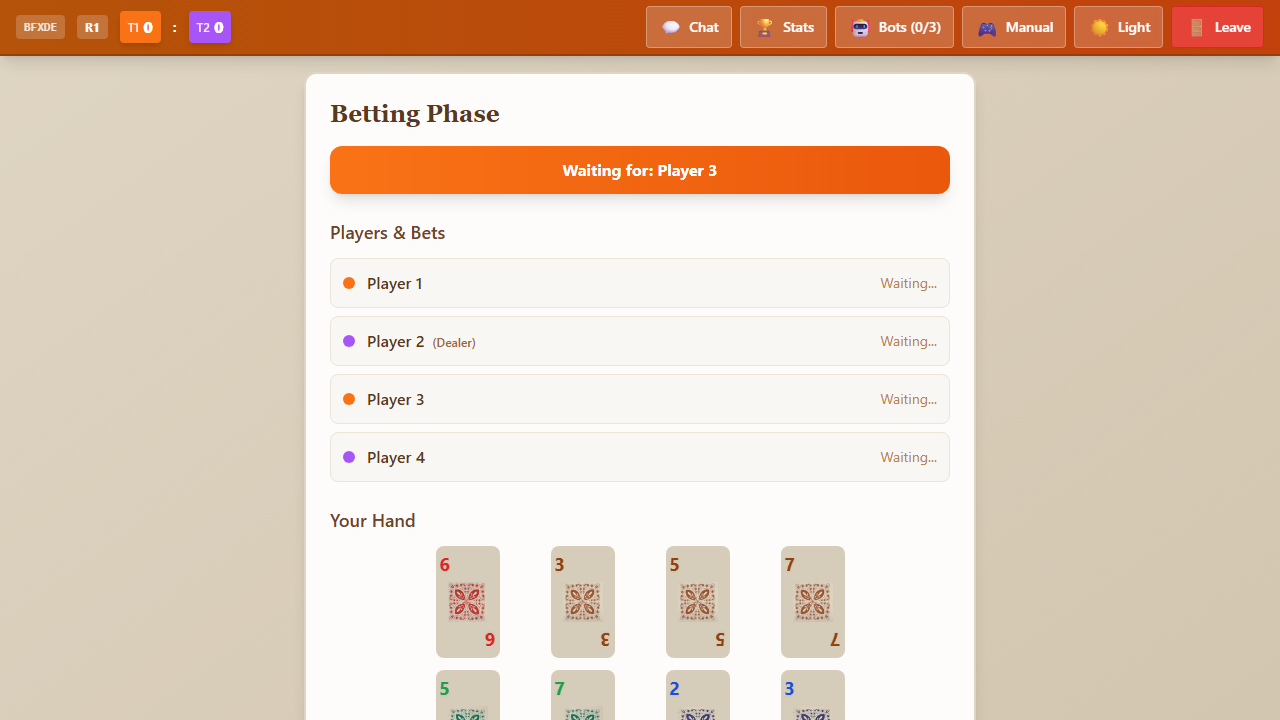 BFXDE R1 T1 0 : T2 0 Chat Stats Bots (0/3) Manual Light Leave
Betting Phase
Waiting for: Player 3
Players & Bets
Player 1 Waiting...
Player 2 (Dealer) Waiting...
Player 3 Waiting...
Player 4 Waiting...
Your Hand
6 3 5 7
6 3 5 7
5 7 2 3